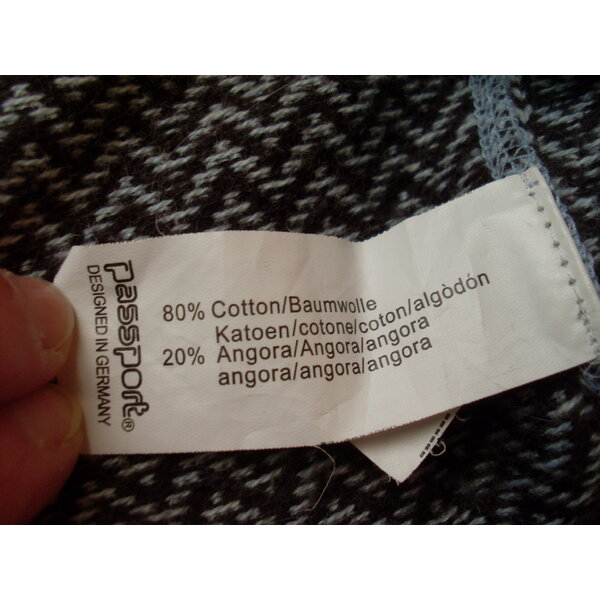 passport®
DESIGNED IN GERMANY
80% Cotton/Baumwolle
Katoen/cotone/coton/algòdón
20% Angora/Angora/angora
angora/angora/angora